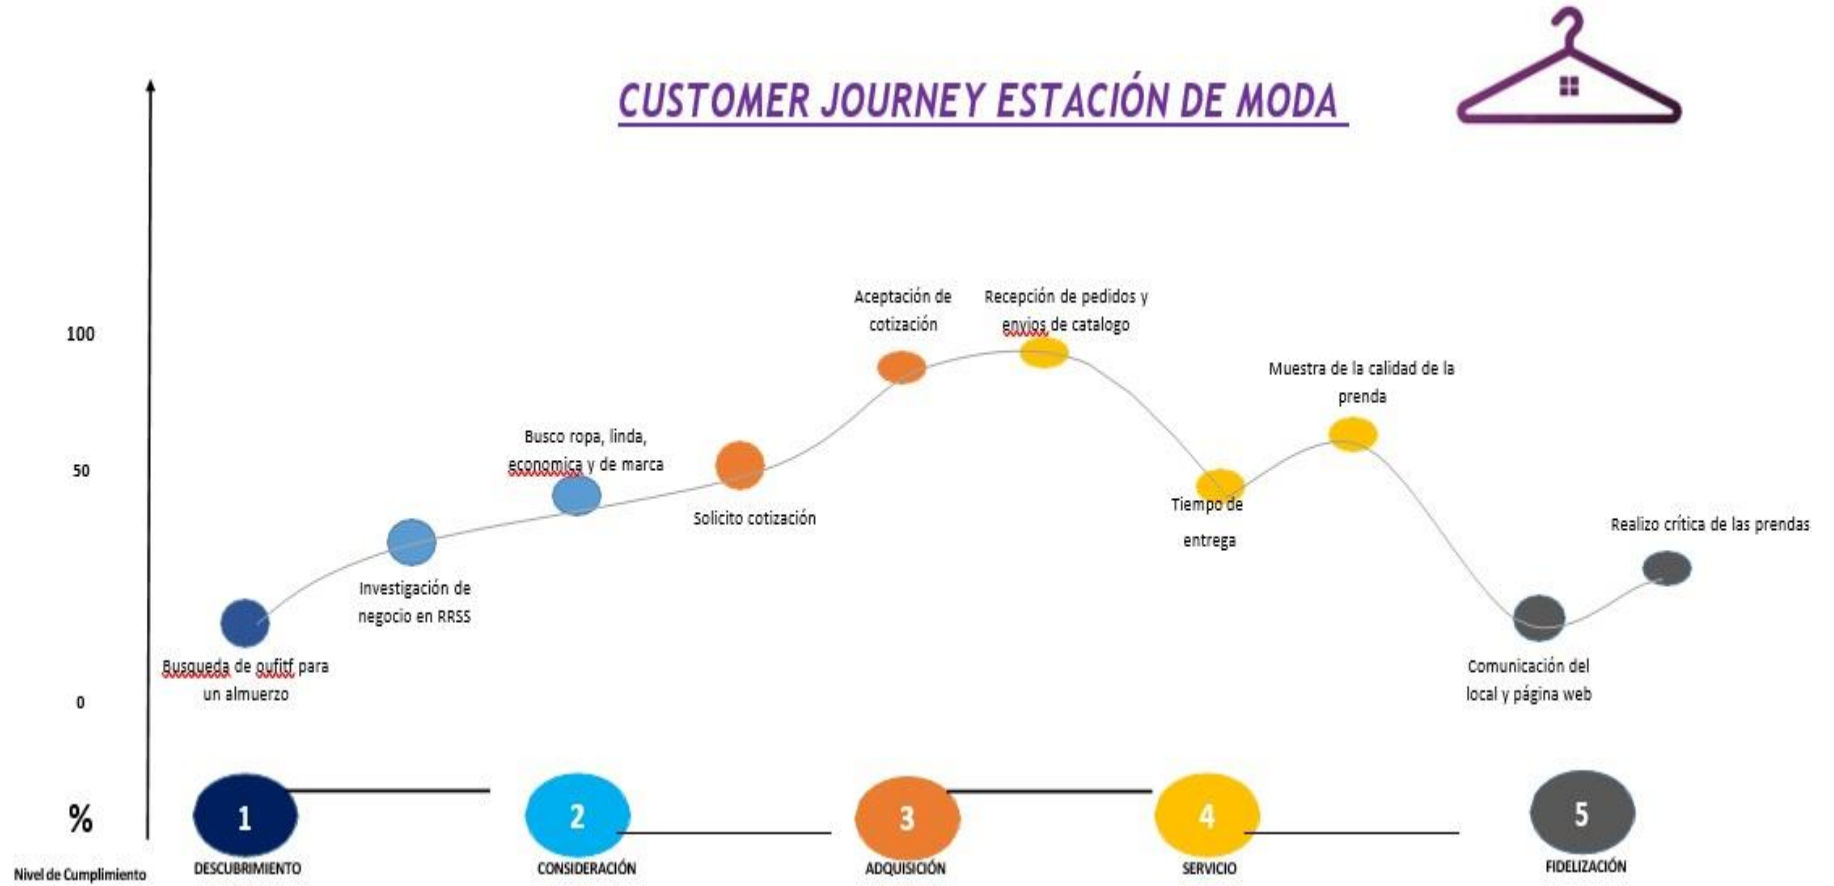 CUSTOMER JOURNEY ESTACIÓN DE MODA
100
50
0
%
Nivel de Cumplimiento
Busqueda de oufitf para
un almuerzo
Investigación de
negocio en RRSS
Busco ropa, linda,
economica y de marca
Solicito cotización
Aceptación de
cotización
Recepción de pedidos y
envios de catalogo
Tiempo de
entrega
Muestra de la calidad de la
prenda
Comunicación del
local y página web
Realizo crítica de las prendas
1
DESCUBRIMIENTO
2
CONSIDERACIÓN
3
ADQUISICIÓN
4
SERVICIO
5
FIDELIZACIÓN